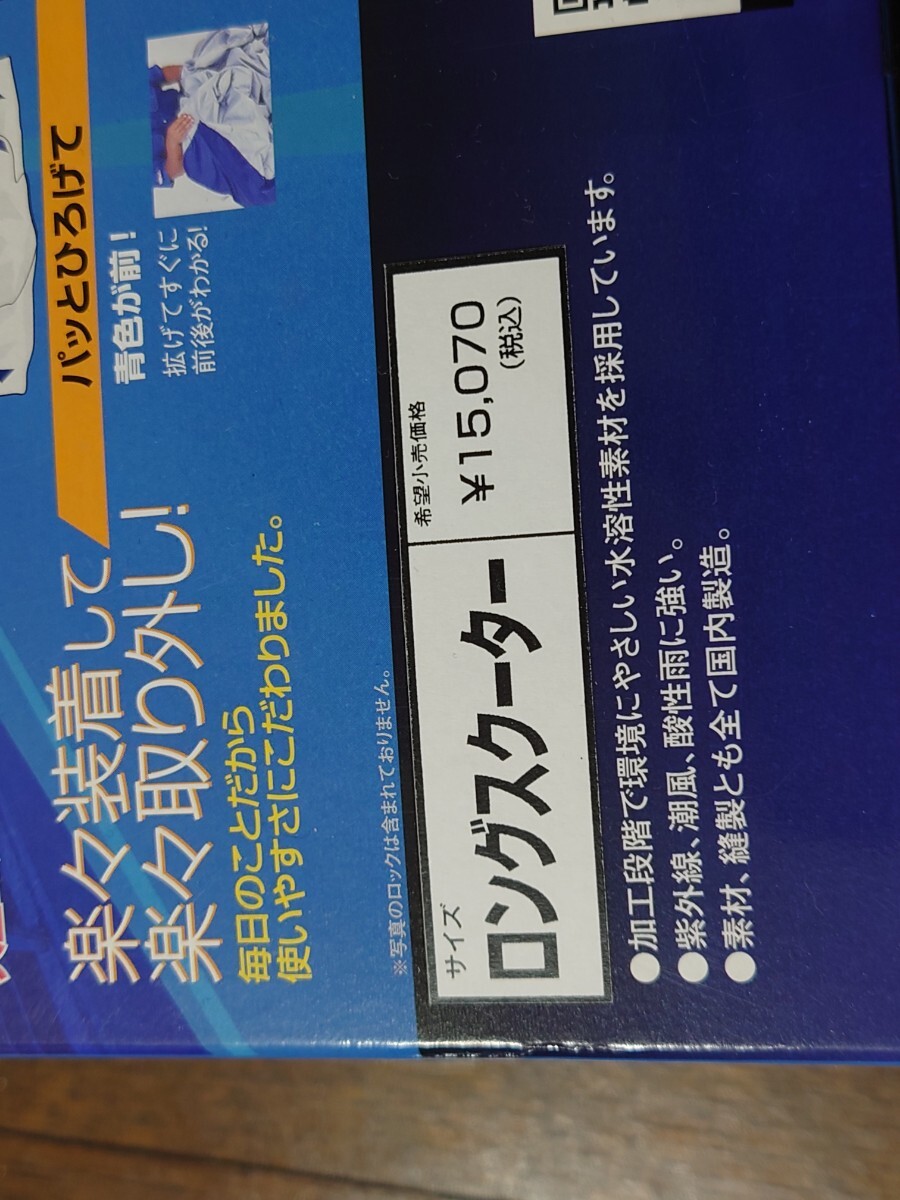 楽々装着して
楽々取り外し!
毎日のことだから
使いやすさにこだわりました。
パッとひろげて
青色が前!
拡げてすぐに
前後がわかる!
※写真のロックは含まれておりません。
サイズ
ロングスクーター
希望小売価格
¥15,070
(税込)
●加工段階で環境にやさしい水溶性素材を採用しています。
●紫外線、潮風、酸性雨に強い。
●素材、縫製とも全て国内製造。